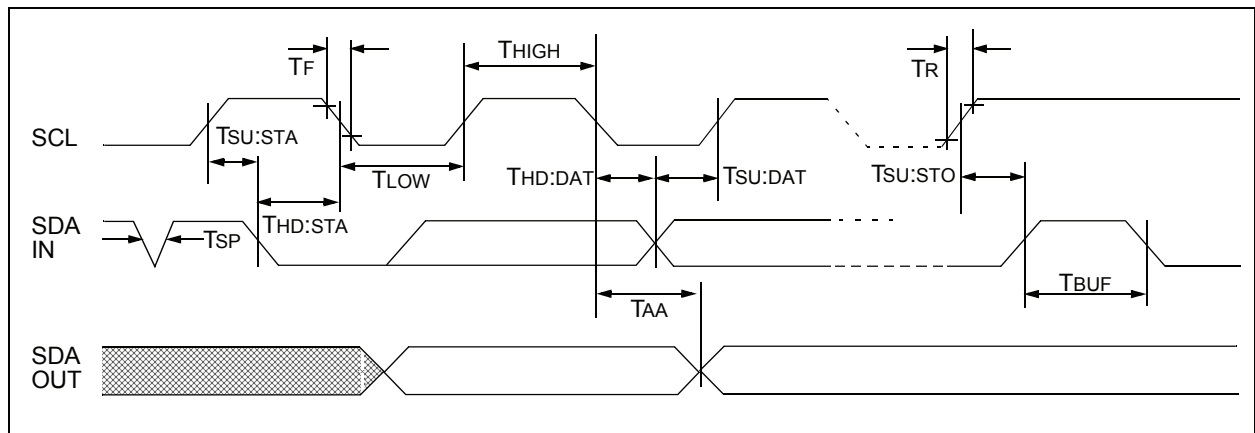 THIGH
TF
TR
SCL
TSU:STA
TLOW
THD:DAT
TSU:DAT
TSU:STO
SDA
IN
TSP
THD:STA
TBUF
TAA
SDA
OUT